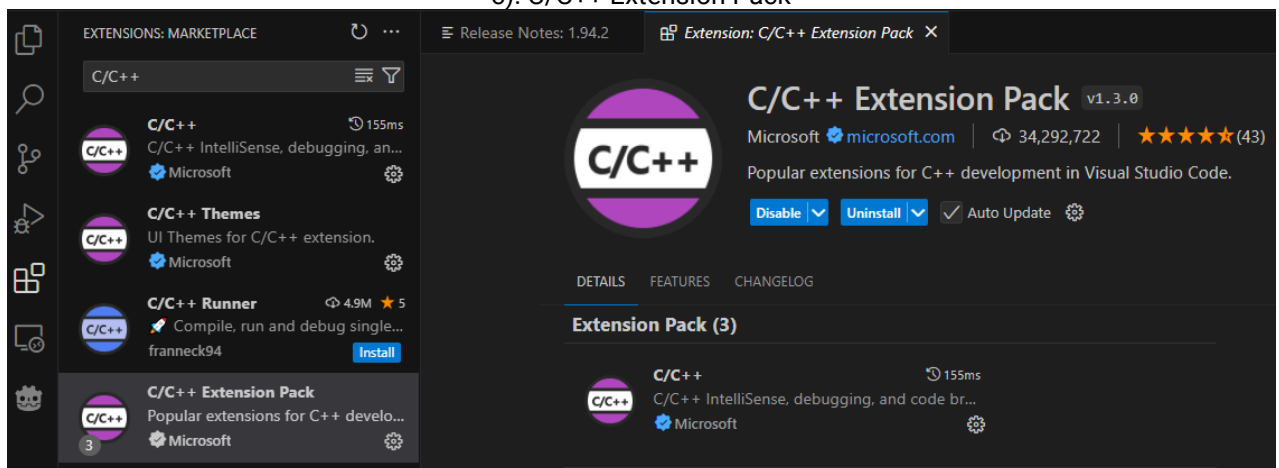 c). C/C++ Extension Pack
EXTENSIONS: MARKETPLACE
C/C++
C/C++
155ms
C/C++
C/C++ IntelliSense, debugging, an...
Microsoft
C/C++ Themes
C/C++
UI Themes for C/C++ extension.
Microsoft
C/C++ Runner
4.9M ★ 5
C/C++
🚀 Compile, run and debug single...
franneck94
Install
C/C++ Extension Pack
C/C++
Popular extensions for C++ develo...
3
Microsoft
Release Notes: 1.94.2
Extension: C/C++ Extension Pack
C/C++
C/C++ Extension Pack v1.3.0
Microsoft microsoft.com | 34,292,722 | ★★★★★(43)
Popular extensions for C++ development in Visual Studio Code.
Disable Uninstall Auto Update
DETAILS FEATURES CHANGELOG
Extension Pack (3)
C/C++
155ms
C/C++
C/C++ IntelliSense, debugging, and code br...
Microsoft